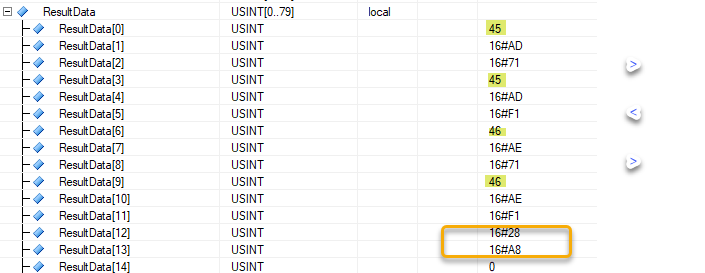 ResultData USINT[0..79] local
ResultData[0] USINT 45
ResultData[1] USINT 16#AD
ResultData[2] USINT 16#71 >
ResultData[3] USINT 45
ResultData[4] USINT 16#AD
ResultData[5] USINT 16#F1 <
ResultData[6] USINT 46
ResultData[7] USINT 16#AE
ResultData[8] USINT 16#71 >
ResultData[9] USINT 46
ResultData[10] USINT 16#AE
ResultData[11] USINT 16#F1
ResultData[12] USINT 16#28
ResultData[13] USINT 16#A8
ResultData[14] USINT 0